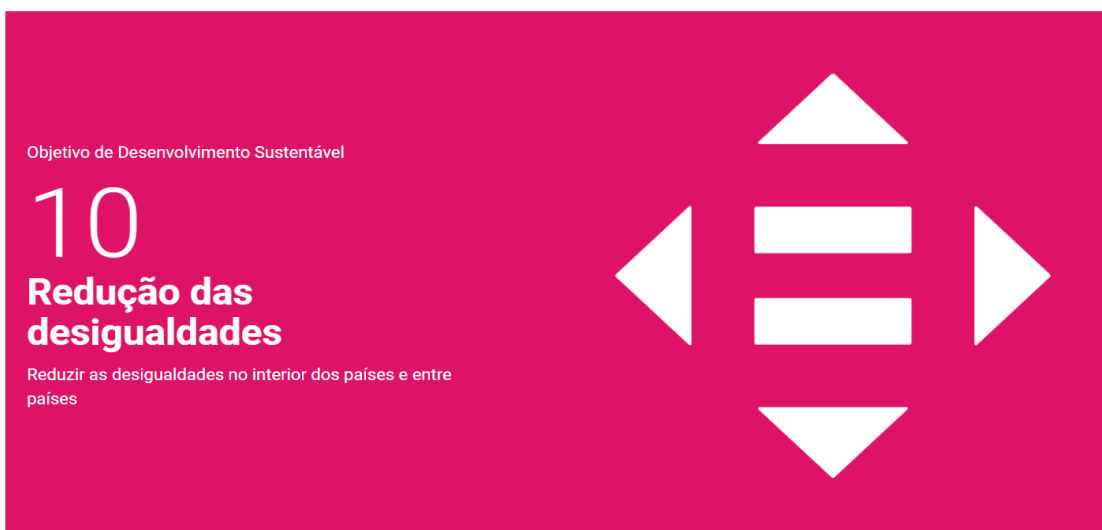 Objetivo de Desenvolvimento Sustentável
10
Redução das
desigualdades
Reduzir as desigualdades no interior dos países e entre
países